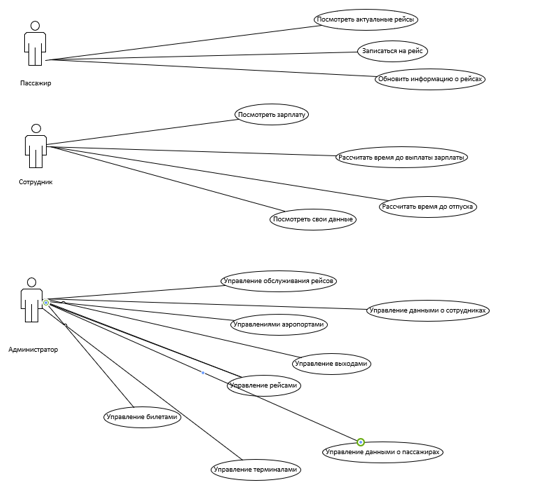 Посмотреть актуальные рейсы
Записаться на рейс
Обновить информацию о рейсах
Пассажир
Посмотреть зарплату
Рассчитать время до выплаты зарплаты
Сотрудник
Рассчитать время до отпуска
Посмотреть свои данные
Управление обслуживания рейсов
Управление данными о сотрудниках
Управлениями аэропортами
Администратор
Управление выходами
Управление рейсами
Управление билетами
Управление данными о пассажирах
Управление терминалами